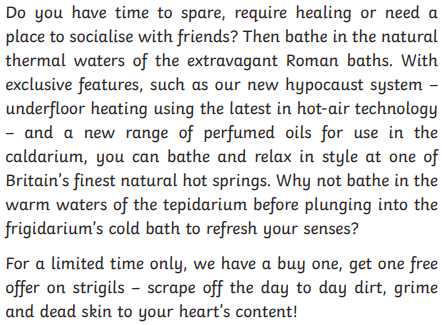 Do you have time to spare, require healing or need a
place to socialise with friends? Then bathe in the natural
thermal waters of the extravagant Roman baths. With
exclusive features, such as our new hypocaust system –
underfloor heating using the latest in hot-air technology
– and a new range of perfumed oils for use in the
caldarium, you can bathe and relax in style at one of
Britain's finest natural hot springs. Why not bathe in the
warm waters of the tepidarium before plunging into the
frigidarium's cold bath to refresh your senses?
For a limited time only, we have a buy one, get one free
offer on strigils – scrape off the day to day dirt, grime
and dead skin to your heart's content!